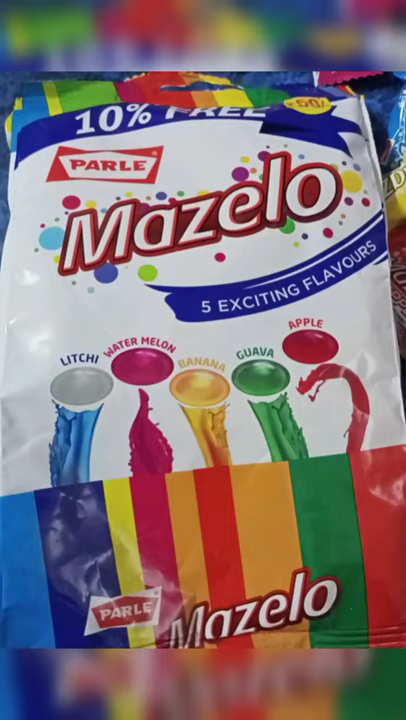 10% FREE
50/-
PARLE
Mazelo
5 EXCITING FLAVOURS
LITCHI
WATER MELON
BANANA
GUAVA
APPLE
PARLE
Mazelo